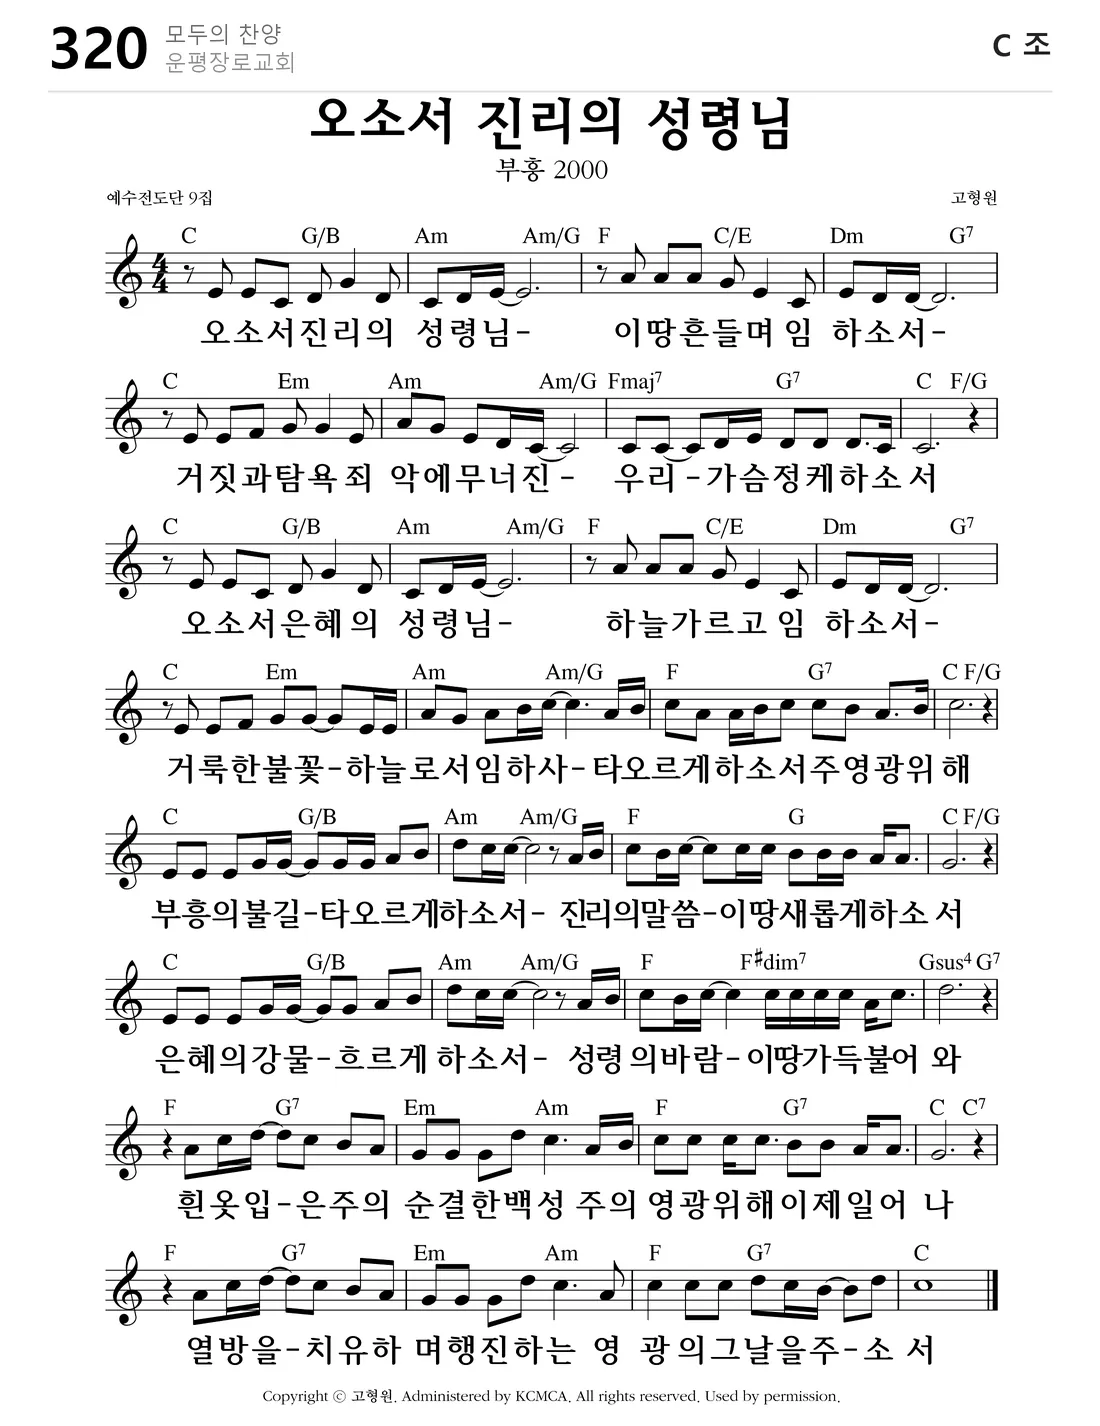 320 모두의 찬양
운평장로교회
C 조
오소서 진리의 성령님
부흥 2000
예수전도단 9집 고형원
C G/B Am Am/G F C/E Dm G7
4/4
오소서진리의 성령님- 이땅흔들며 임 하소서-
C Em Am Am/G Fmaj7 G7 C F/G
거짓과탐욕 죄 악에무너진 - 우리 -가슴정케하소 서
C G/B Am Am/G F C/E Dm G7
오소서은혜 의 성령님- 하늘가르고 임 하소서-
C Em Am Am/G F G7 C F/G
거룩한불꽃-하늘로서임하사- 타오르게하소서주영광위 해
C G/B Am Am/G F G C F/G
부흥의불길-타오르게하소서- 진리의말씀-이땅새롭게하소 서
C G/B Am Am/G F F♯dim7 Gsus4 G7
은혜의강물-흐르게 하소서- 성령 의바람-이땅가득불어 와
F G7 Em Am F G7 C C7
흰옷입-은주의 순결한백성 주의 영광위해이제일어 나
F G7 Em Am F G7 C
열방을-치유하 며행진하는 영 광 의그날을주-소 서
Copyright ⓒ 고형원. Administered by KCMCA. All rights reserved. Used by permission.